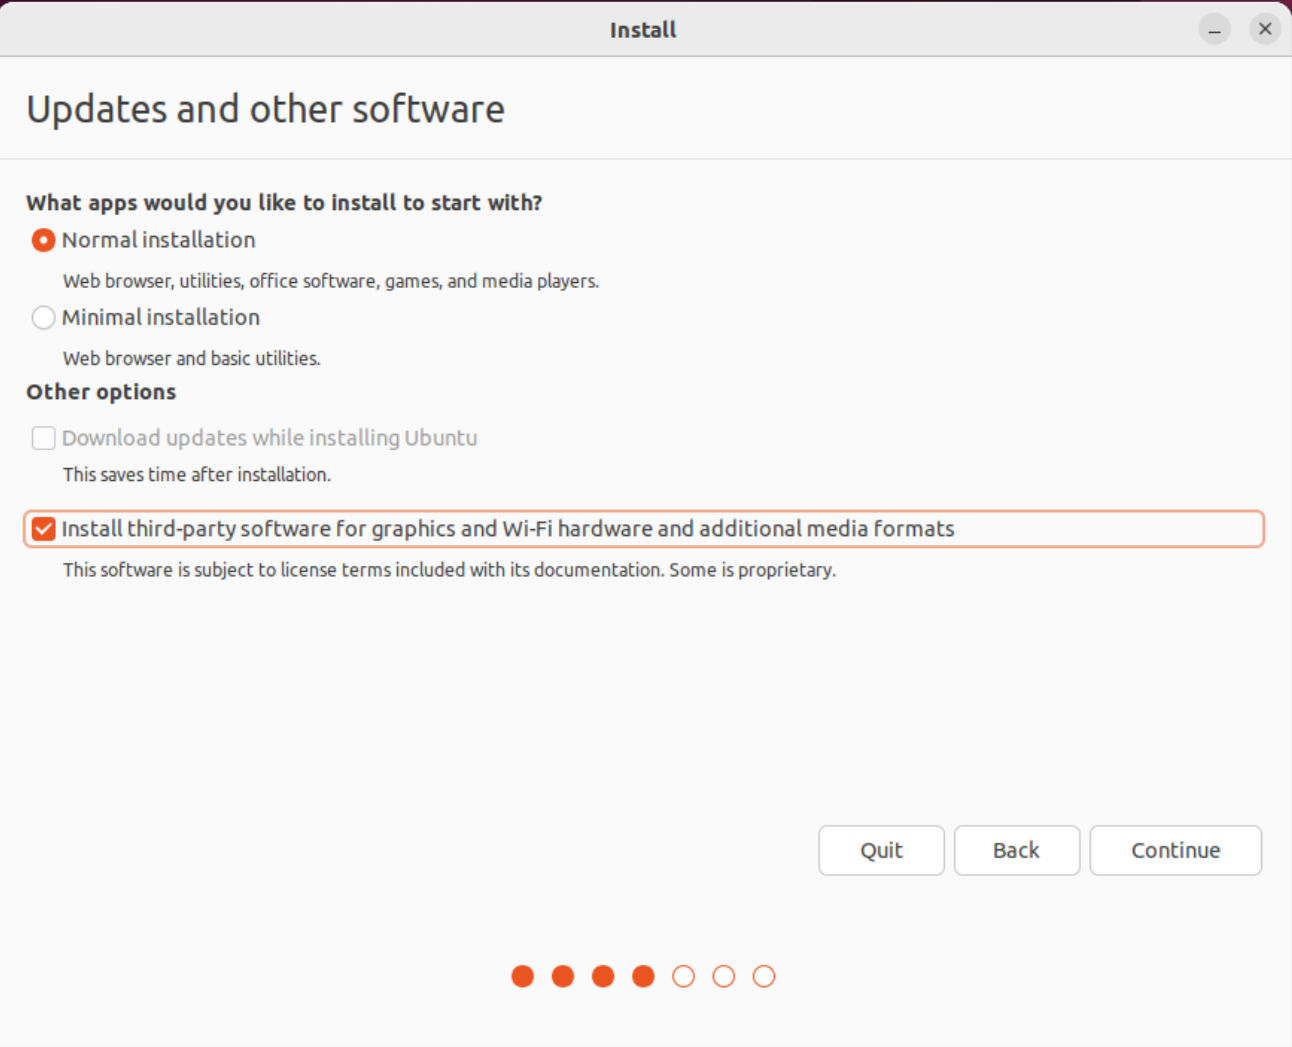 Install
Updates and other software
What apps would you like to install to start with?
Normal installation
Web browser, utilities, office software, games, and media players.
Minimal installation
Web browser and basic utilities.
Other options
Download updates while installing Ubuntu
This saves time after installation.
Install third-party software for graphics and Wi-Fi hardware and additional media formats
This software is subject to license terms included with its documentation. Some is proprietary.
Quit Back Continue